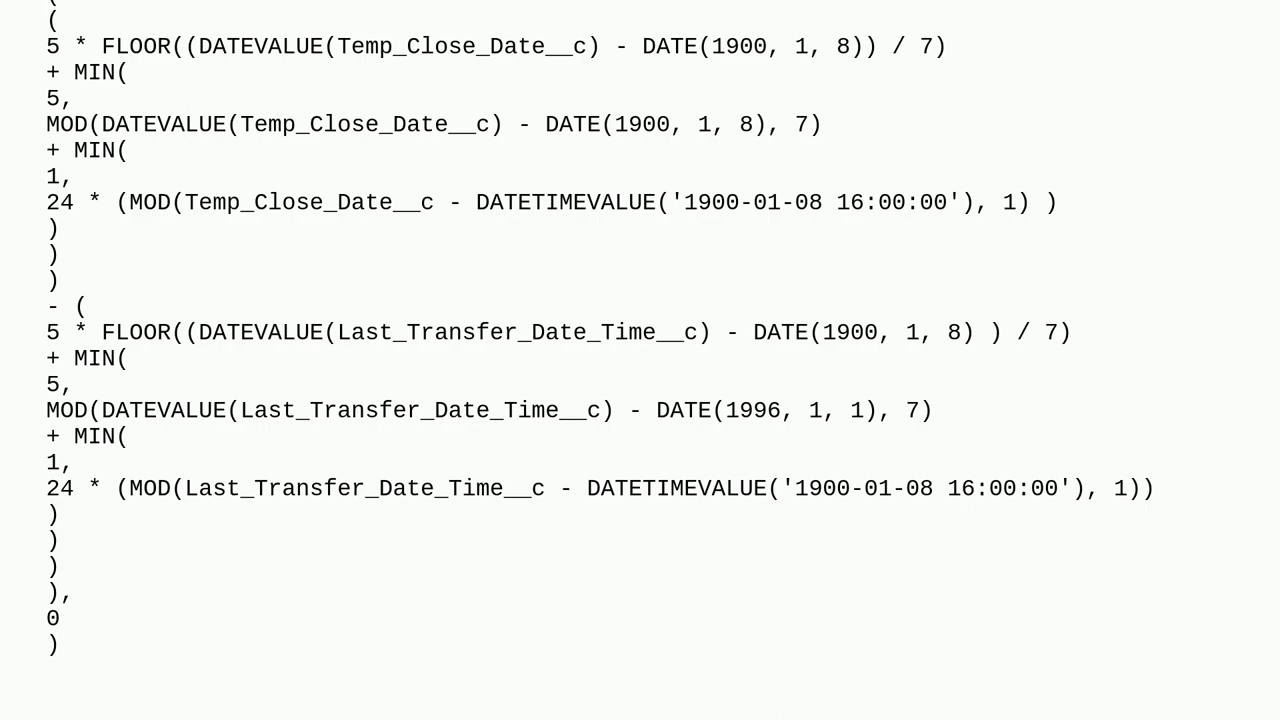 (
(
5 * FLOOR((DATEVALUE(Temp_Close_Date__c) - DATE(1900, 1, 8)) / 7)
+ MIN(
5,
MOD(DATEVALUE(Temp_Close_Date__c) - DATE(1900, 1, 8), 7)
+ MIN(
1,
24 * (MOD(Temp_Close_Date__c - DATETIMEVALUE('1900-01-08 16:00:00'), 1) )
)
)
)
- (
5 * FLOOR((DATEVALUE(Last_Transfer_Date_Time__c) - DATE(1900, 1, 8) ) / 7)
+ MIN(
5,
MOD(DATEVALUE(Last_Transfer_Date_Time__c) - DATE(1996, 1, 1), 7)
+ MIN(
1,
24 * (MOD(Last_Transfer_Date_Time__c - DATETIMEVALUE('1900-01-08 16:00:00'), 1))
)
)
)
),
0
)